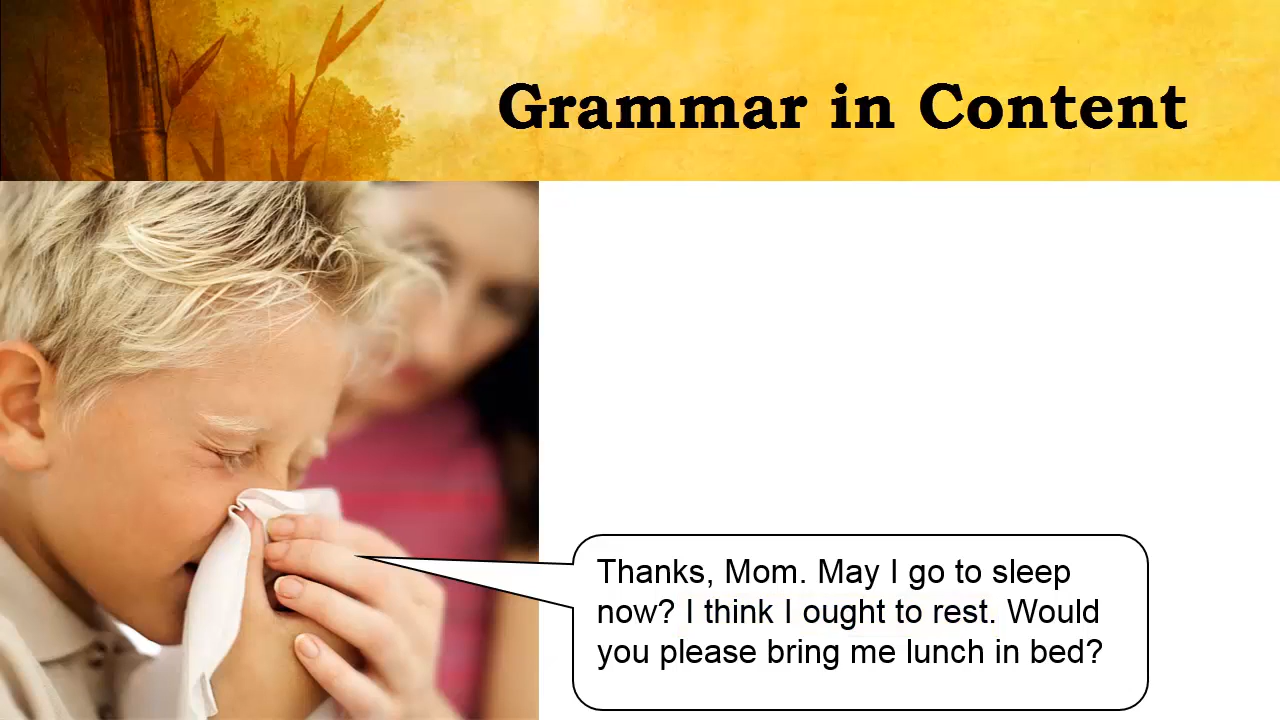 Grammar in Content
Thanks, Mom. May I go to sleep
now? I think I ought to rest. Would
you please bring me lunch in bed?